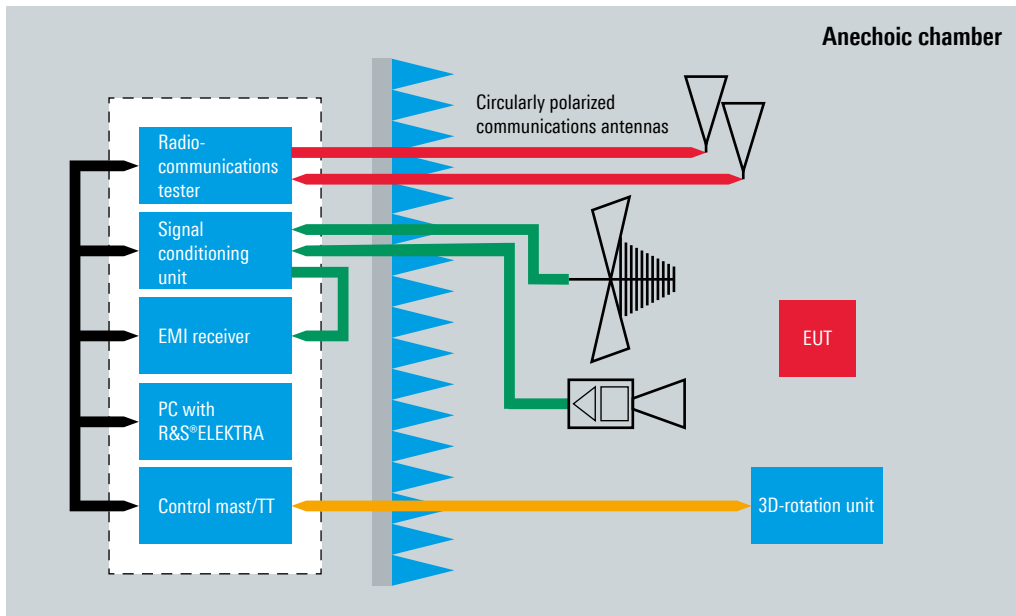 Anechoic chamber
Circularly polarized
communications antennas
Radio-
communications
tester
Signal
conditioning
unit
EMI receiver
EUT
PC with
R&S®ELEKTRA
Control mast/TT
3D-rotation unit